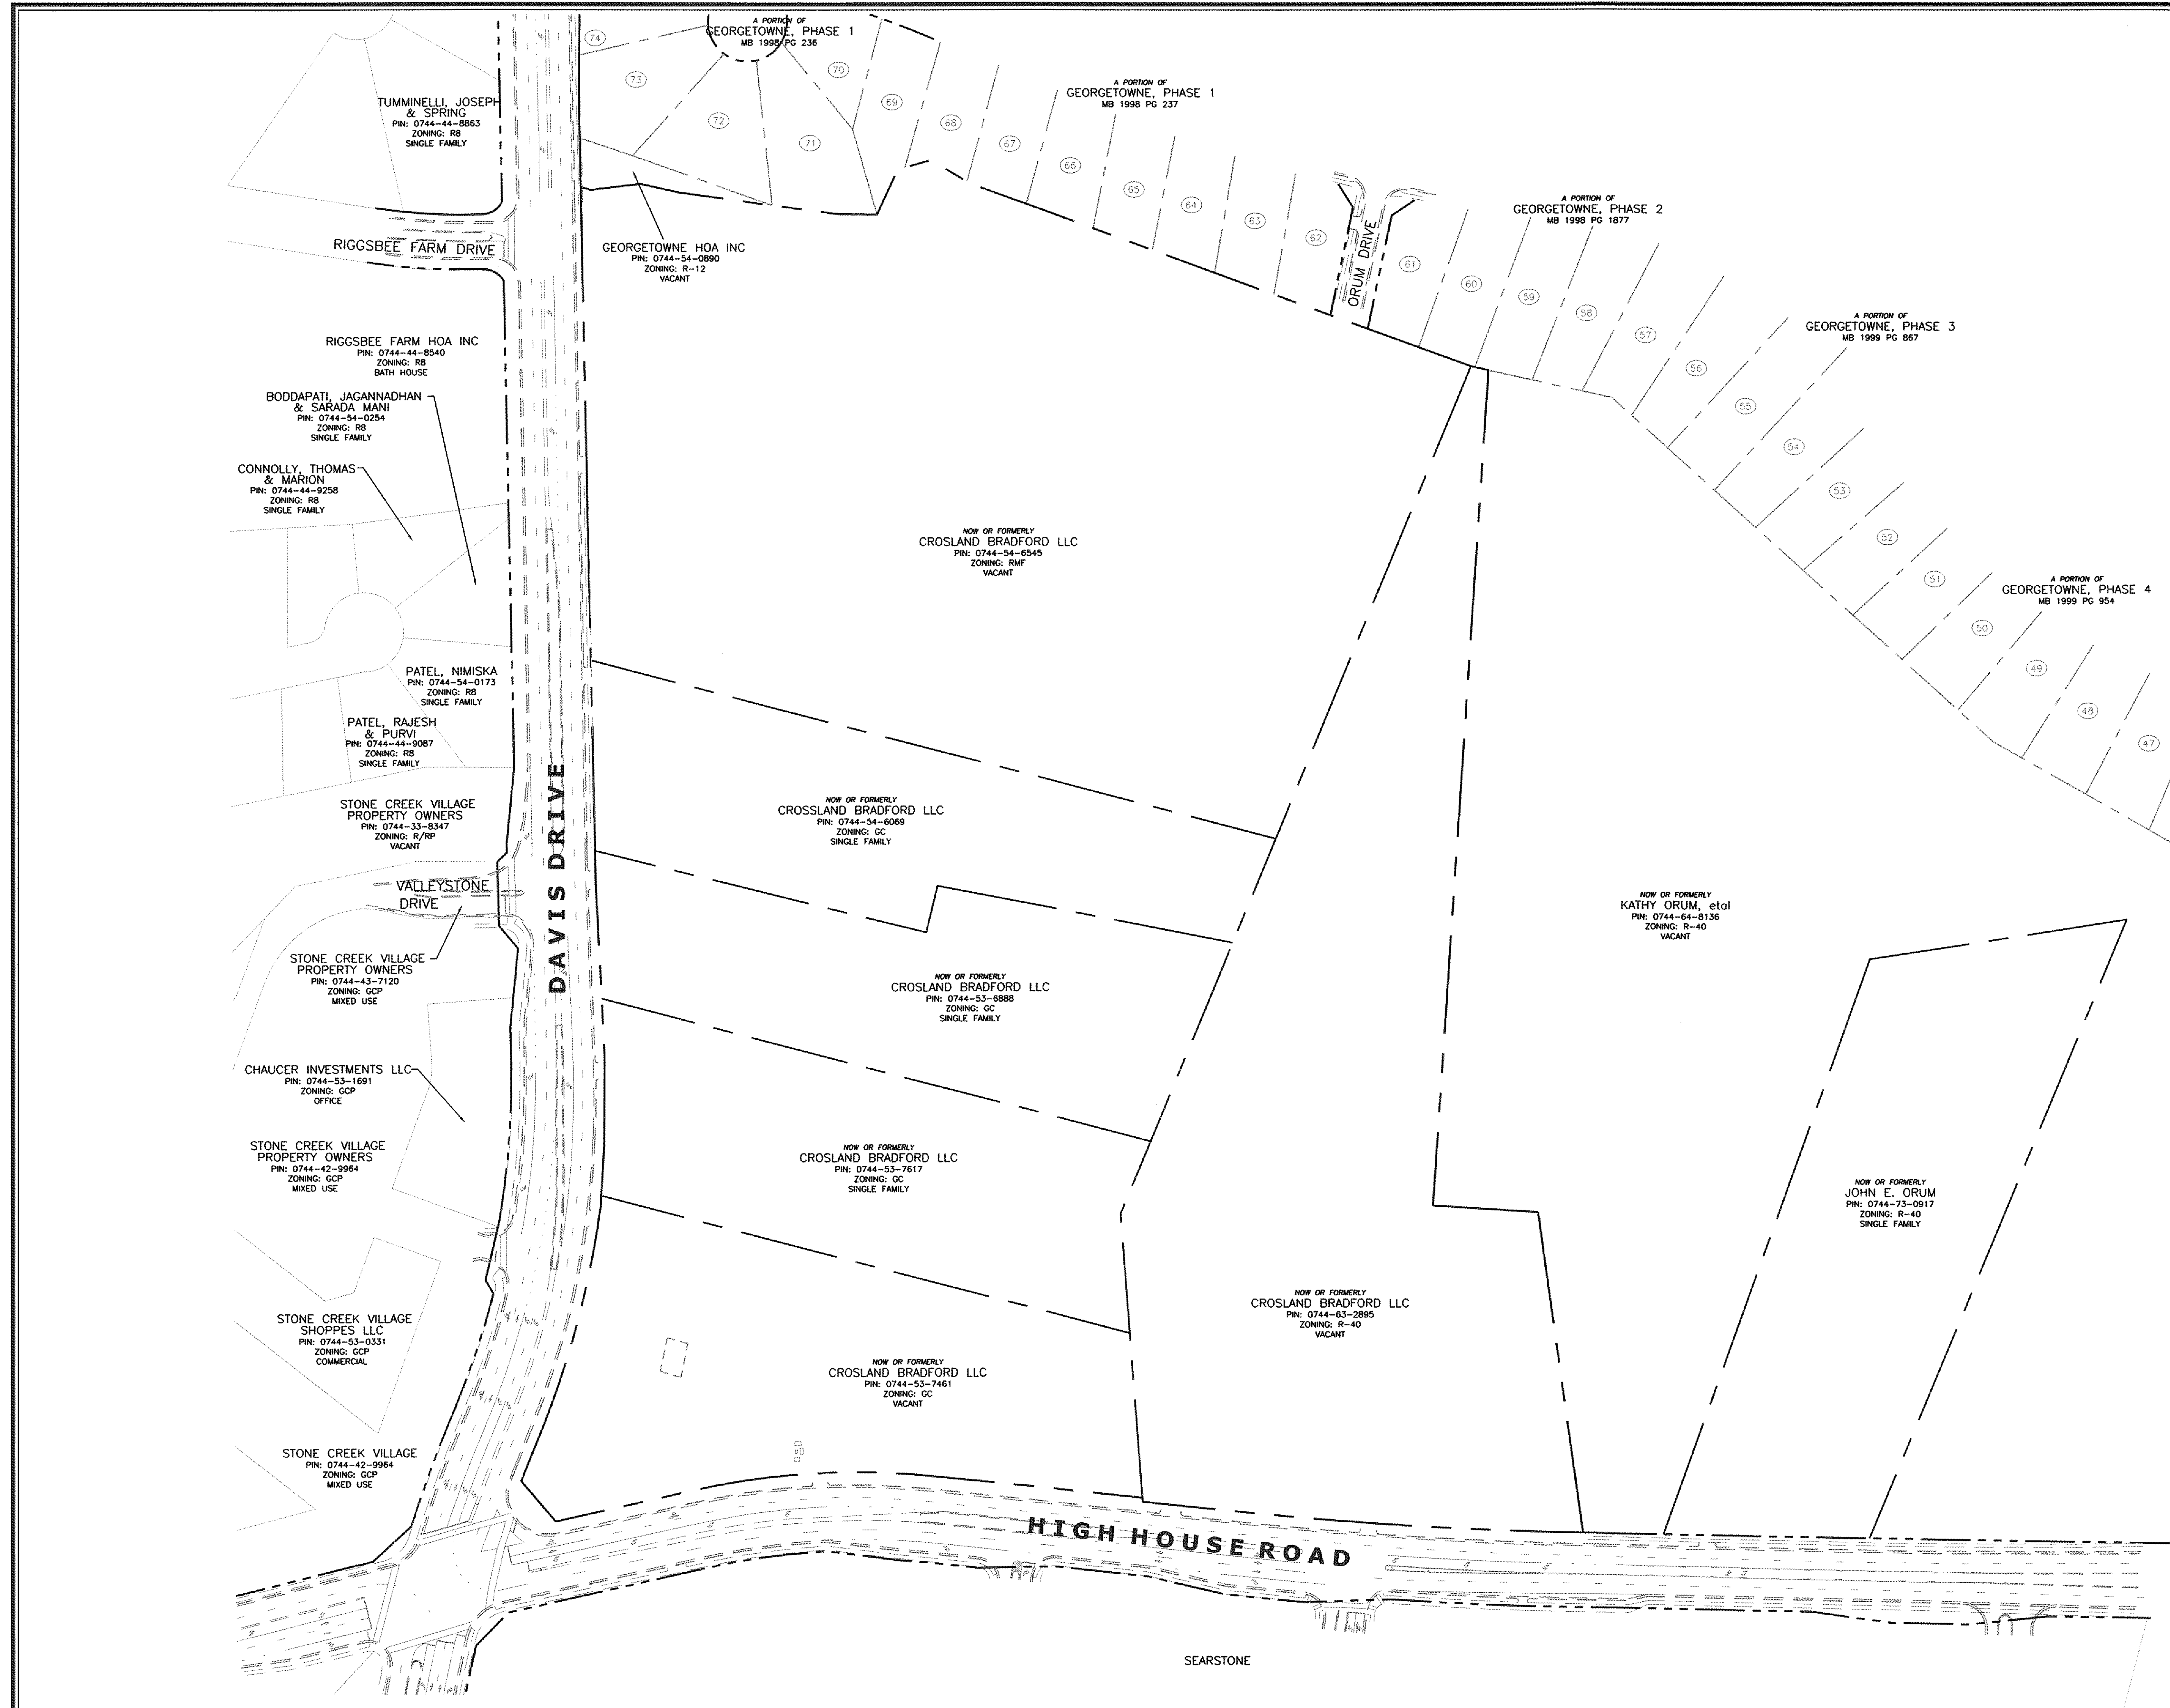 A PORTION OF
GEORGETOWNE, PHASE 1
MB 1998 PG 236
74
73
72
71
70
69
68
67
66
65
64
63
62
61
60
59
58
57
56
55
54
53
52
51
50
49
48
47
A PORTION OF
GEORGETOWNE, PHASE 1
MB 1998 PG 237
A PORTION OF
GEORGETOWNE, PHASE 2
MB 1998 PG 1877
A PORTION OF
GEORGETOWNE, PHASE 3
MB 1999 PG 867
A PORTION OF
GEORGETOWNE, PHASE 4
MB 1999 PG 954
ORUM DRIVE
TUMMINELLI, JOSEPH
& SPRING
PIN: 0744-44-8863
ZONING: R8
SINGLE FAMILY
RIGGSBEE FARM DRIVE
GEORGETOWNE HOA INC
PIN: 0744-54-0890
ZONING: R-12
VACANT
RIGGSBEE FARM HOA INC
PIN: 0744-44-8540
ZONING: R8
BATH HOUSE
BODDAPATI, JAGANNADHAN
& SARADA MANI
PIN: 0744-54-0254
ZONING: R8
SINGLE FAMILY
CONNOLLY, THOMAS
& MARION
PIN: 0744-44-9258
ZONING: R8
SINGLE FAMILY
NOW OR FORMERLY
CROSLAND BRADFORD LLC
PIN: 0744-54-6545
ZONING: RMF
VACANT
PATEL, NIMISKA
PIN: 0744-54-0173
ZONING: R8
SINGLE FAMILY
PATEL, RAJESH
& PURVI
PIN: 0744-44-9087
ZONING: R8
SINGLE FAMILY
DAVIS DRIVE
STONE CREEK VILLAGE
PROPERTY OWNERS
PIN: 0744-33-8347
ZONING: R/RP
VACANT
NOW OR FORMERLY
CROSSLAND BRADFORD LLC
PIN: 0744-54-6069
ZONING: GC
SINGLE FAMILY
VALLEYSTONE
DRIVE
NOW OR FORMERLY
KATHY ORUM, etal
PIN: 0744-64-8136
ZONING: R-40
VACANT
STONE CREEK VILLAGE
PROPERTY OWNERS
PIN: 0744-43-7120
ZONING: GCP
MIXED USE
NOW OR FORMERLY
CROSLAND BRADFORD LLC
PIN: 0744-53-6888
ZONING: GC
SINGLE FAMILY
CHAUCER INVESTMENTS LLC
PIN: 0744-53-1691
ZONING: GCP
OFFICE
STONE CREEK VILLAGE
PROPERTY OWNERS
PIN: 0744-42-9964
ZONING: GCP
MIXED USE
NOW OR FORMERLY
CROSLAND BRADFORD LLC
PIN: 0744-53-7617
ZONING: GC
SINGLE FAMILY
NOW OR FORMERLY
JOHN E. ORUM
PIN: 0744-73-0917
ZONING: R-40
SINGLE FAMILY
NOW OR FORMERLY
CROSLAND BRADFORD LLC
PIN: 0744-63-2895
ZONING: R-40
VACANT
STONE CREEK VILLAGE
SHOPPES LLC
PIN: 0744-53-0331
ZONING: GCP
COMMERCIAL
NOW OR FORMERLY
CROSLAND BRADFORD LLC
PIN: 0744-53-7461
ZONING: GC
VACANT
STONE CREEK VILLAGE
PIN: 0744-42-9964
ZONING: GCP
MIXED USE
HIGH HOUSE ROAD
SEARSTONE